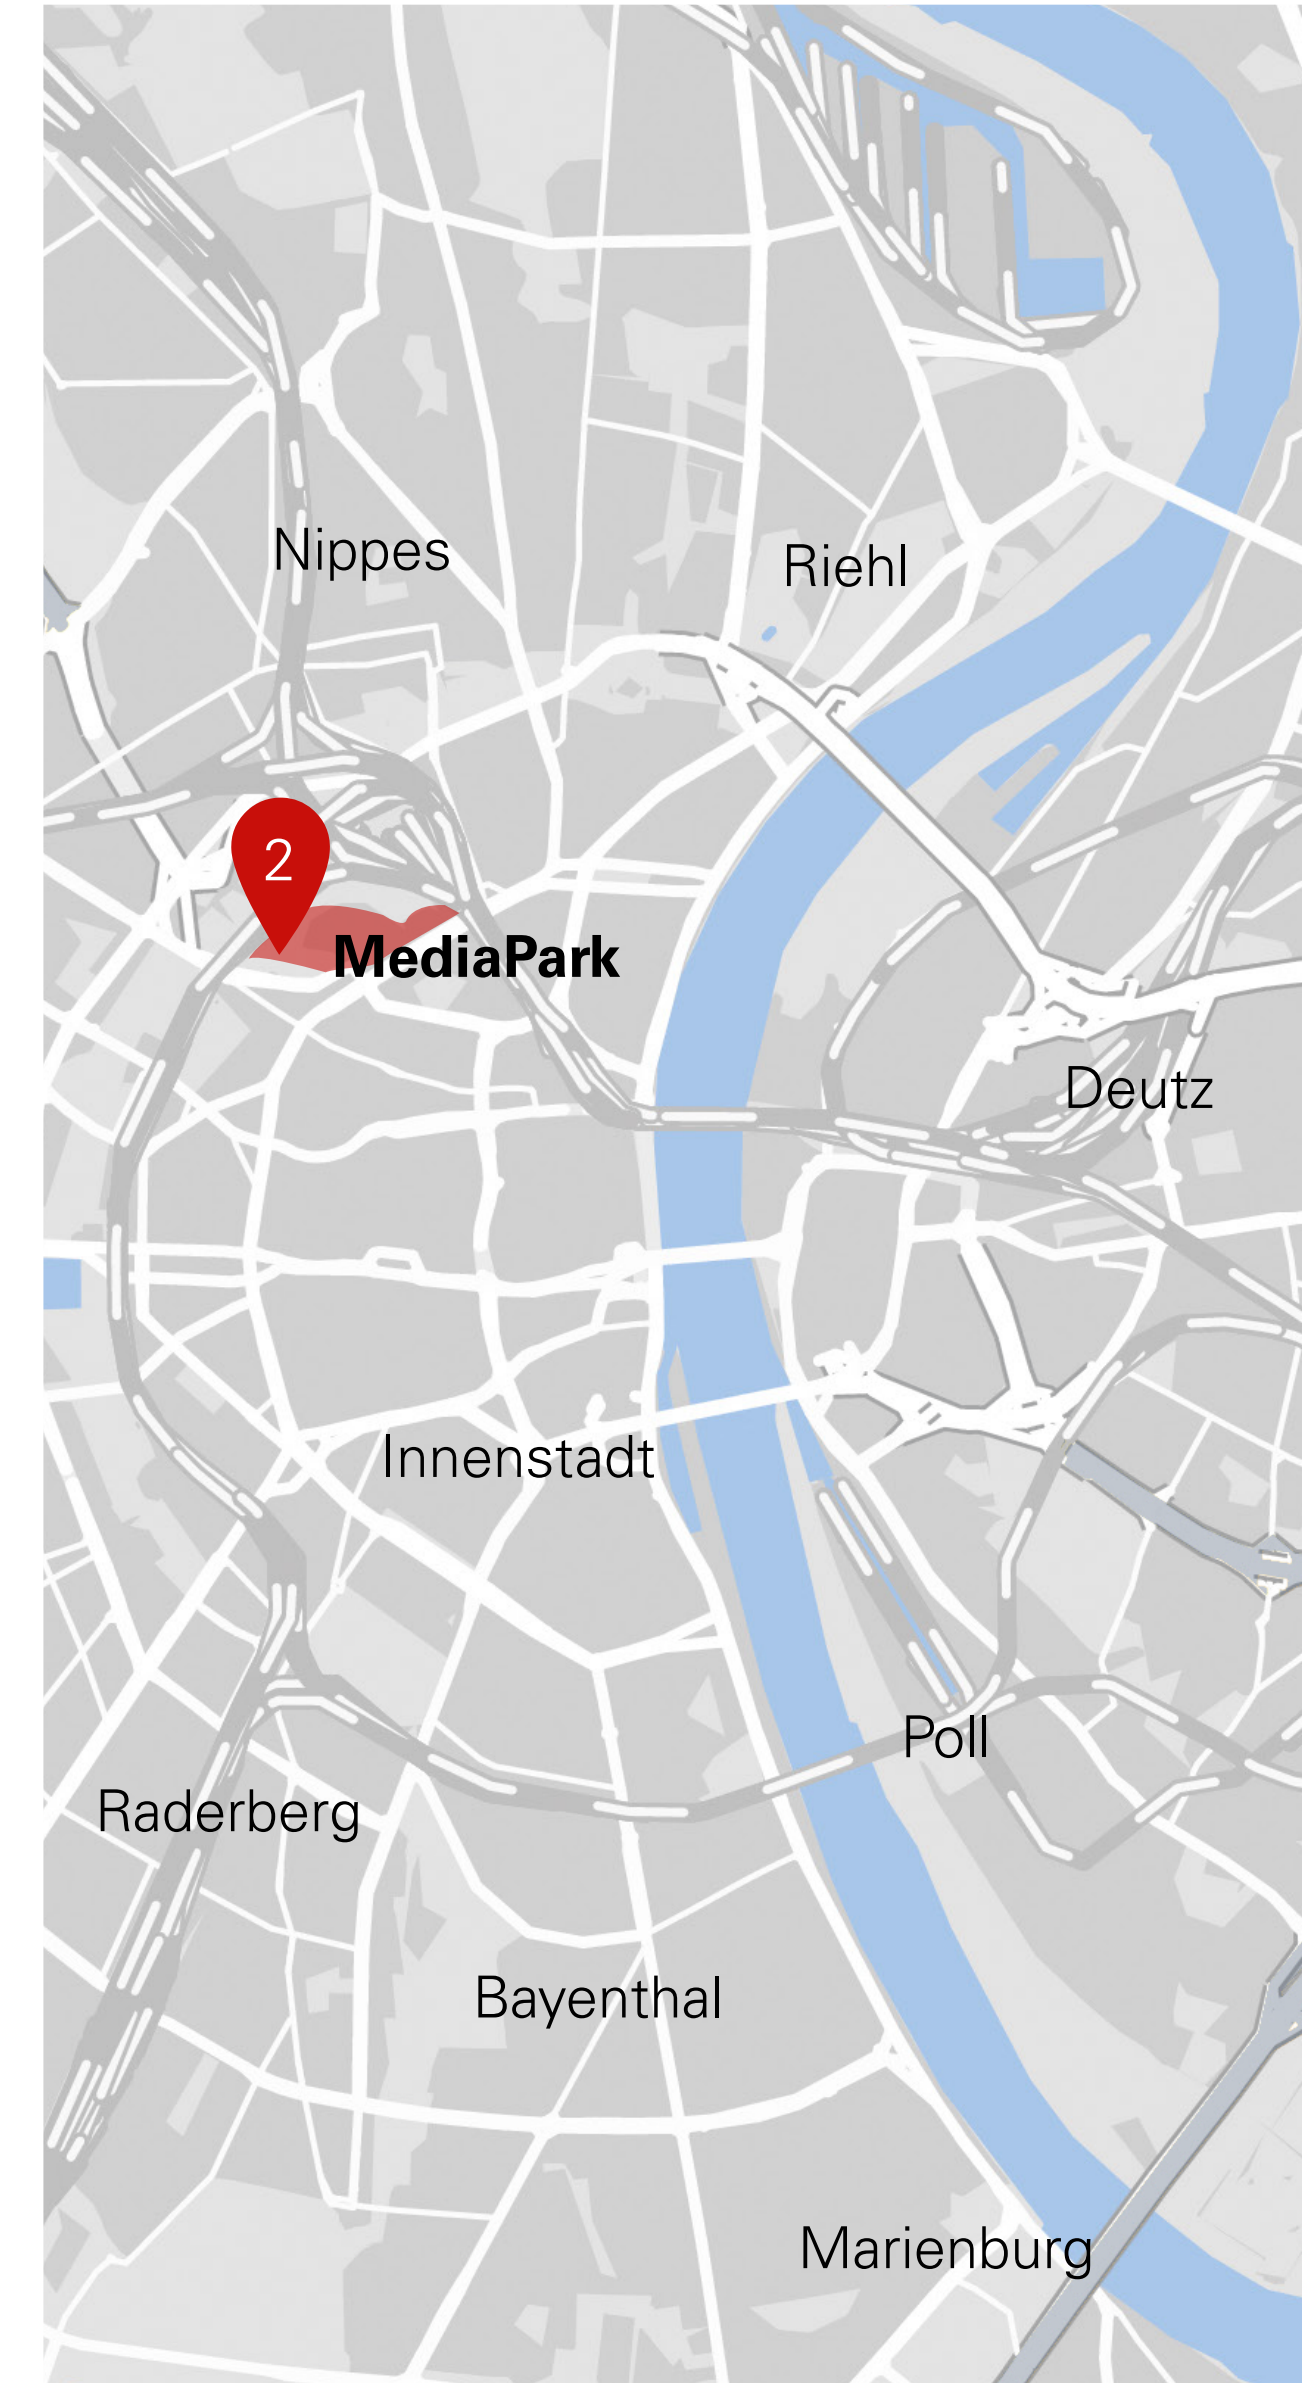 Nippes
Riehl
2
MediaPark
Deutz
Innenstadt
Poll
Raderberg
Bayenthal
Marienburg